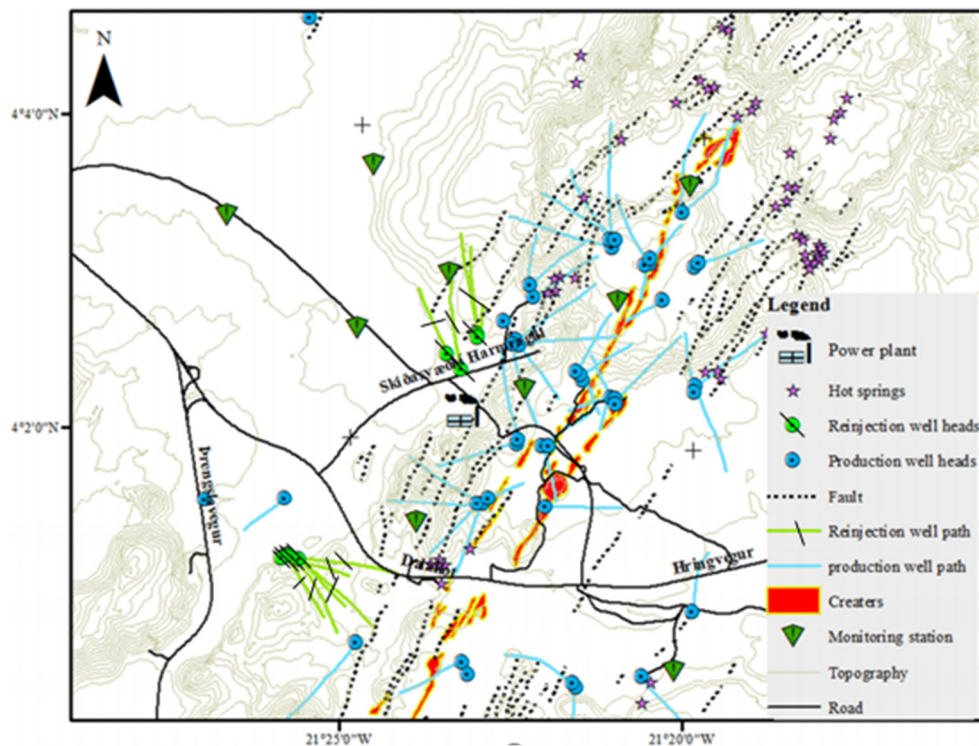 N
4°4'0"N
4°2'0"N
Skíðaskv
Þrengslavegur
Hringvegur
21°25'0"W
21°20'0"W
Legend
Power plant
Hot springs
Reinjection well heads
Production well heads
Fault
Reinjection well path
production well path
Creaters
Monitoring station
Topography
Road